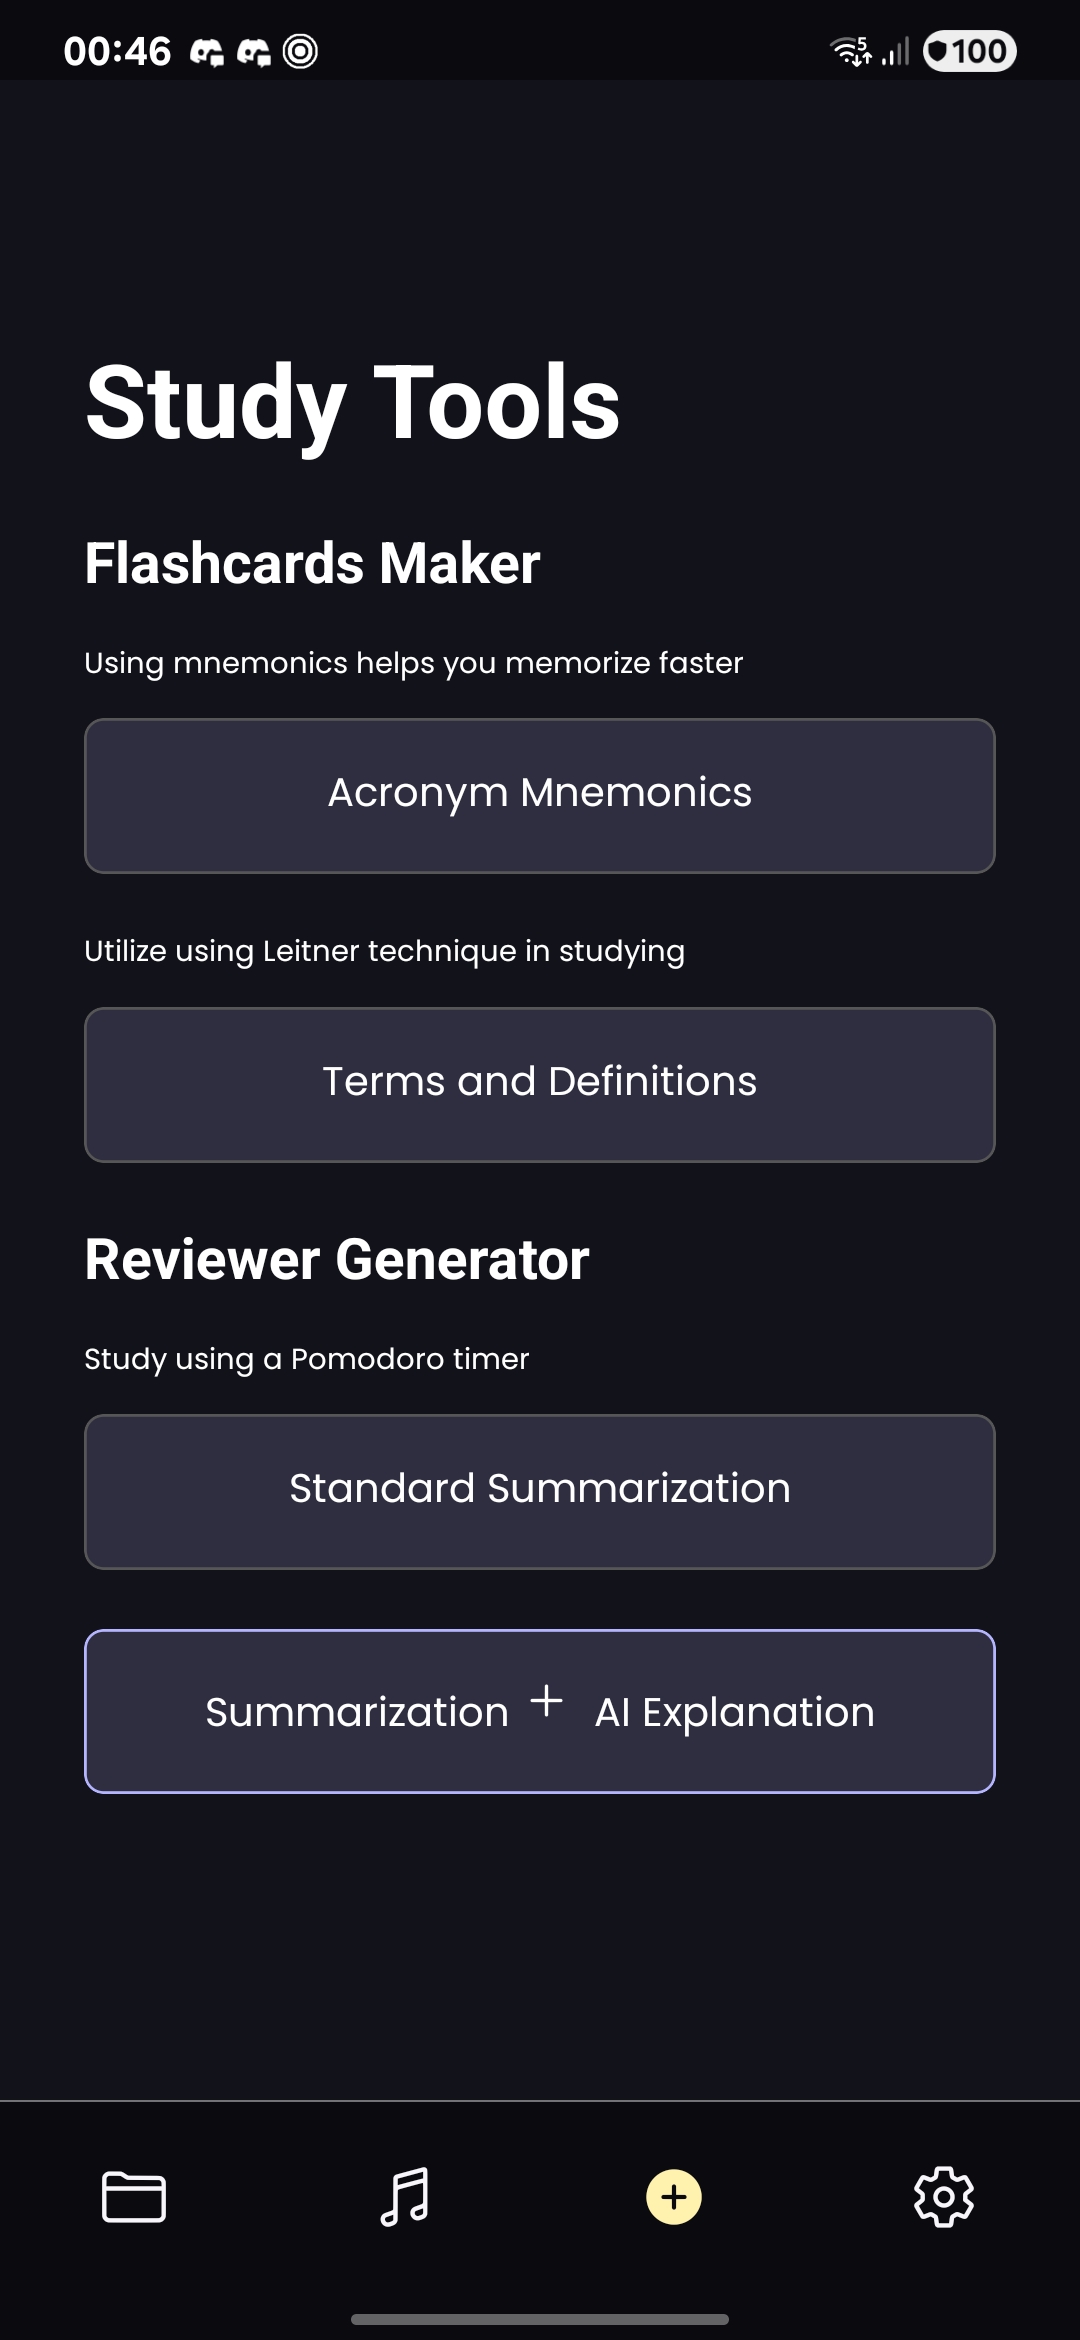 00:46
5
100
Study Tools
Flashcards Maker
Using mnemonics helps you memorize faster
Acronym Mnemonics
Utilize using Leitner technique in studying
Terms and Definitions
Reviewer Generator
Study using a Pomodoro timer
Standard Summarization
Summarization + AI Explanation